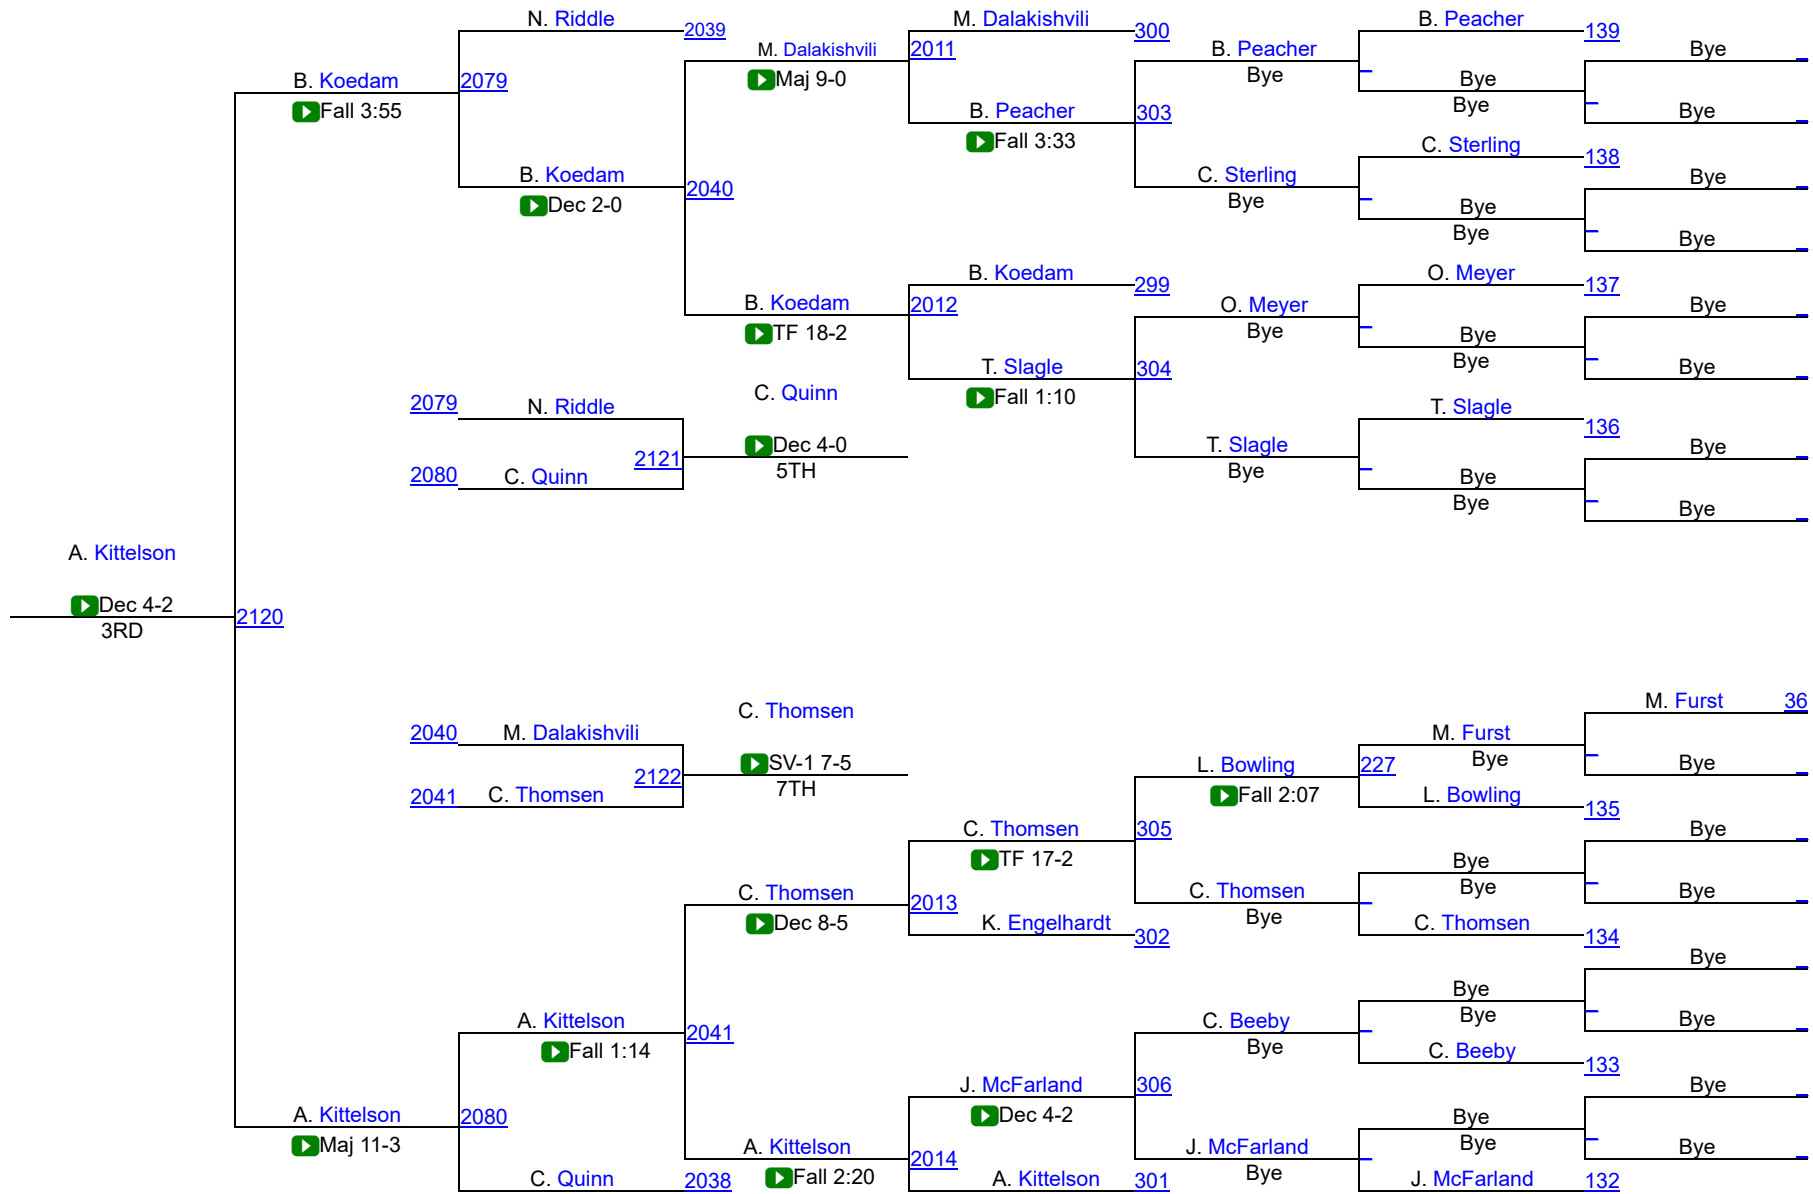 N. Riddle
2039
B. Koedam
Fall 3:55
2079
M. Dalakishvili
Maj 9-0
M. Dalakishvili
300
2011
B. Peacher
Bye
B. Peacher
139
Bye
Bye
Bye
Bye
B. Peacher
Fall 3:33
303
B. Koedam
Dec 2-0
2040
C. Sterling
Bye
C. Sterling
138
Bye
Bye
Bye
Bye
B. Koedam
TF 18-2
B. Koedam
299
2012
O. Meyer
Bye
O. Meyer
137
Bye
Bye
Bye
Bye
T. Slagle
Fall 1:10
304
2079
N. Riddle
C. Quinn
Dec 4-0
5TH
2121
2080
C. Quinn
T. Slagle
Bye
T. Slagle
136
Bye
Bye
Bye
Bye
A. Kittelson
Dec 4-2
3RD
2120
2040
M. Dalakishvili
C. Thomsen
SV-1 7-5
7TH
2122
2041
C. Thomsen
L. Bowling
Fall 2:07
227
M. Furst
Bye
M. Furst
36
Bye
L. Bowling
135
C. Thomsen
TF 17-2
305
Bye
Bye
Bye
Bye
C. Thomsen
Dec 8-5
2013
C. Thomsen
Bye
C. Thomsen
134
K. Engelhardt
302
A. Kittelson
Fall 1:14
2041
C. Beeby
Bye
Bye
Bye
Bye
Bye
C. Beeby
133
J. McFarland
Dec 4-2
306
A. Kittelson
Maj 11-3
2080
A. Kittelson
Fall 2:20
2014
J. McFarland
Bye
Bye
Bye
Bye
Bye
C. Quinn
2038
A. Kittelson
301
J. McFarland
132